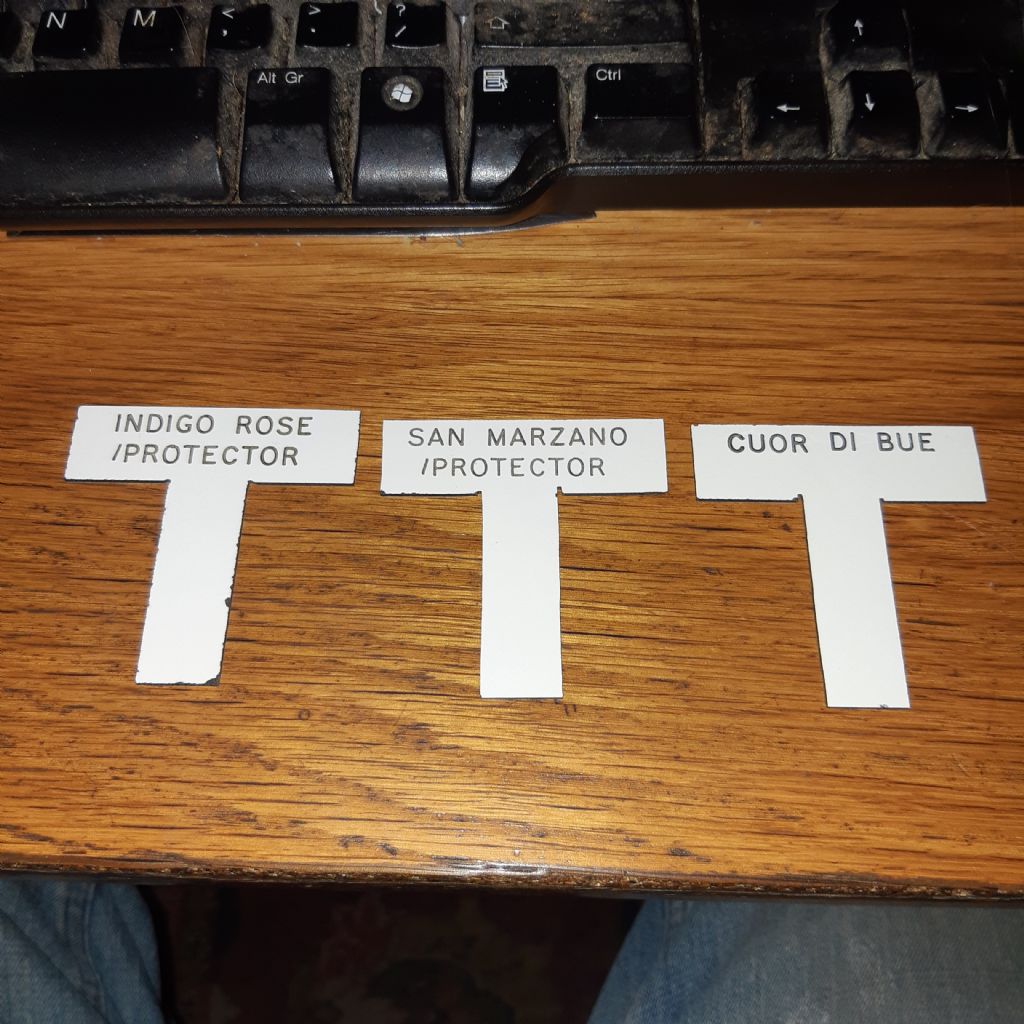 N M < , > . ? /
Alt Gr Ctrl
INDIGO ROSE
/PROTECTOR
SAN MARZANO
/PROTECTOR
CUOR DI BUE